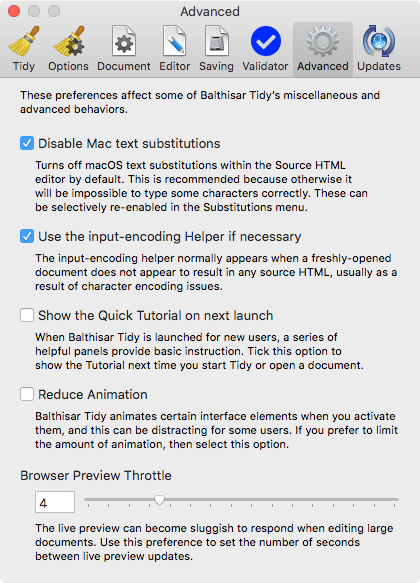 Advanced
Tidy Options Document Editor Saving Validator Advanced Updates
These preferences affect some of Balthisar Tidy's miscellaneous and
advanced behaviors.
Disable Mac text substitutions
Turns off macOS text substitutions within the Source HTML
editor by default. This is recommended because otherwise it
will be impossible to type some characters correctly. These can
be selectively re-enabled in the Substitutions menu.
Use the input-encoding Helper if necessary
The input-encoding helper normally appears when a freshly-opened
document does not appear to result in any source HTML, usually as a
result of character encoding issues.
Show the Quick Tutorial on next launch
When Balthisar Tidy is launched for new users, a series of
helpful panels provide basic instruction. Tick this option to
show the Tutorial next time you start Tidy or open a document.
Reduce Animation
Balthisar Tidy animates certain interface elements when you activate
them, and this can be distracting for some users. If you prefer to limit
the amount of animation, then select this option.
Browser Preview Throttle
4
The live preview can become sluggish to respond when editing large
documents. Use this preference to set the number of seconds
between live preview updates.